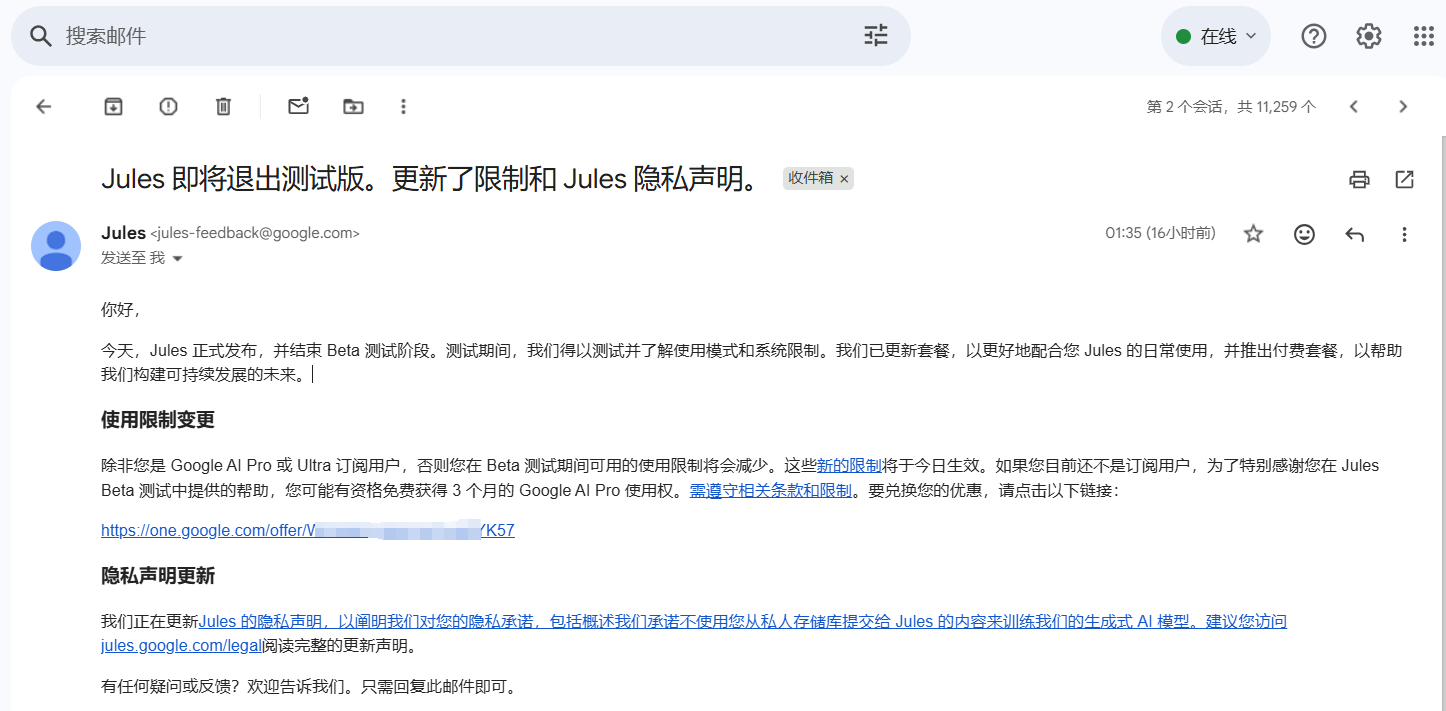 搜索邮件
在线
第 2 个会话，共 11,259 个
Jules 即将退出测试版。更新了限制和 Jules 隐私声明。 收件箱 ×
Jules <jules-feedback@google.com>
01:35 (16小时前)
发送至 我
你好，
今天，Jules 正式发布，并结束 Beta 测试阶段。测试期间，我们得以测试并了解使用模式和系统限制。我们已更新套餐，以更好地配合您 Jules 的日常使用，并推出付费套餐，以帮助
我们构建可持续发展的未来。
使用限制变更
除非您是 Google AI Pro 或 Ultra 订阅用户，否则您在 Beta 测试期间可用的使用限制将会减少。这些新的限制将于今日生效。如果您目前还不是订阅用户，为了特别感谢您在 Jules
Beta 测试中提供的帮助，您可能有资格免费获得 3 个月的 Google AI Pro 使用权。需遵守相关条款和限制。要兑换您的优惠，请点击以下链接：
https://one.google.com/offer/ YK57
隐私声明更新
我们正在更新Jules 的隐私声明，以阐明我们对您的隐私承诺，包括概述我们承诺不使用您从私人存储库提交给 Jules 的内容来训练我们的生成式 AI 模型。建议您访问
jules.google.com/legal阅读完整的更新声明。
有任何疑问或反馈？欢迎告诉我们。只需回复此邮件即可。